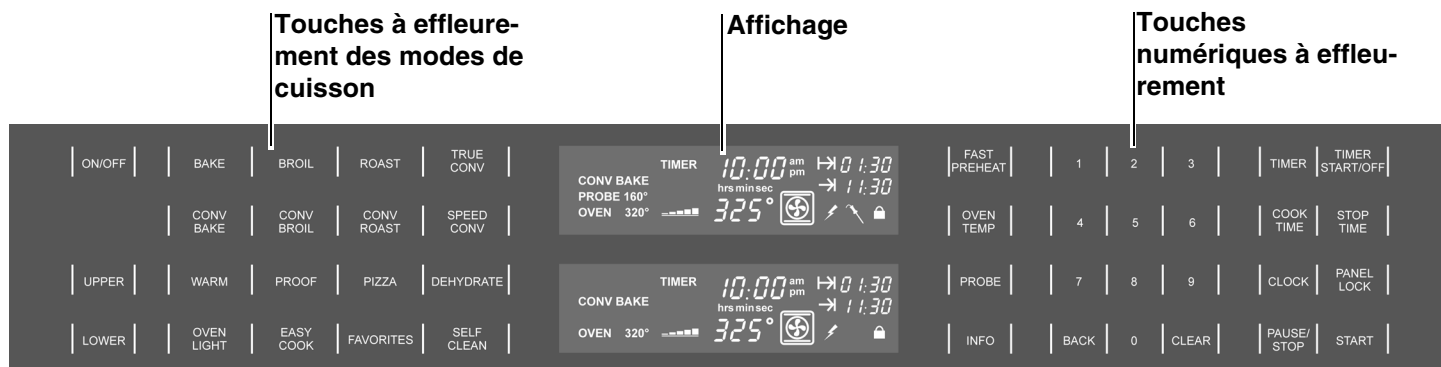 Touches à effleure-
ment des modes de
cuisson
Affichage
Touches
numériques à effleu-
rement
ON/OFF BAKE BROIL ROAST TRUE CONV
CONV BAKE CONV BROIL CONV ROAST SPEED CONV
UPPER WARM PROOF PIZZA DEHYDRATE
LOWER OVEN LIGHT EASY COOK FAVORITES SELF CLEAN
TIMER 10:00 am pm 01:30
CONV BAKE hrs min sec 11:30
PROBE 160°
OVEN 320° 325°
TIMER 10:00 am pm 01:30
CONV BAKE hrs min sec 11:30
OVEN 320° 325°
FAST PREHEAT 1 2 3 TIMER TIMER START/OFF
OVEN TEMP 4 5 6 COOK TIME STOP TIME
PROBE 7 8 9 CLOCK PANEL LOCK
INFO BACK 0 CLEAR PAUSE/ STOP START